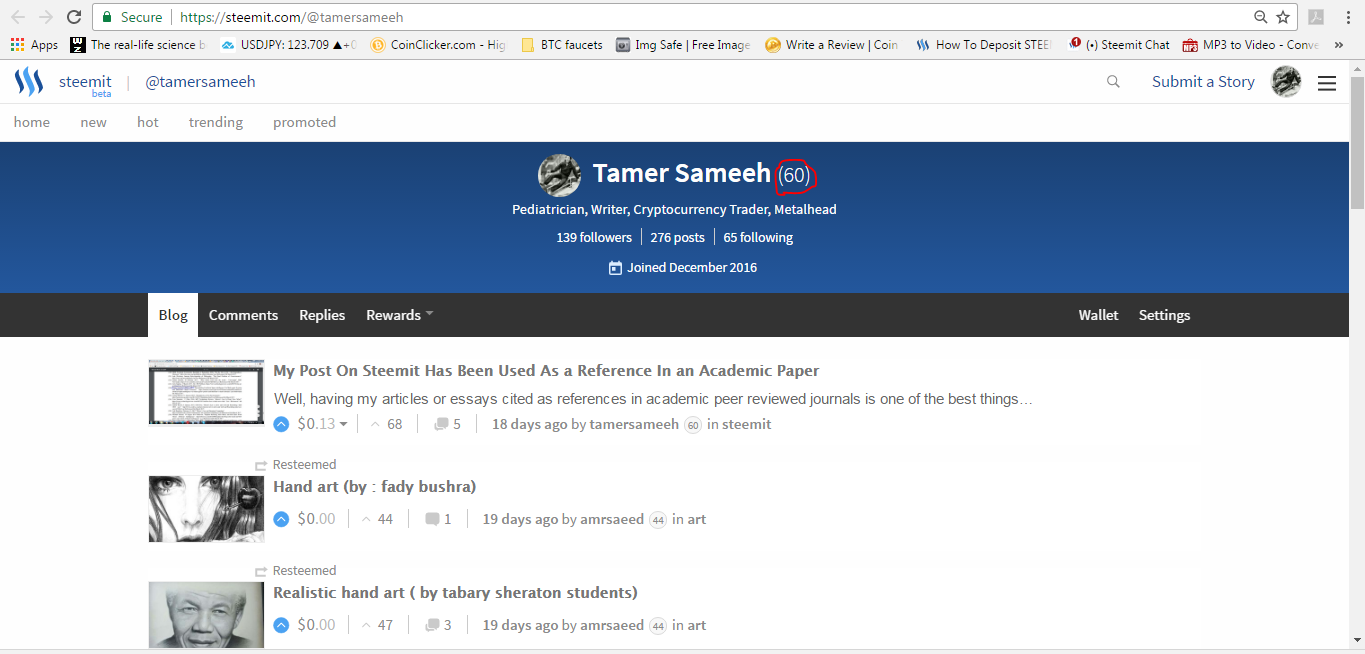 Secure https://steemit.com/@tamersameeh
Apps The real-life science b USDJPY: 123.709 ▲+0 CoinClicker.com - Hig BTC faucets Img Safe | Free Image Write a Review | Coin How To Deposit STEE (•) Steemit Chat MP3 to Video - Conve »
steemit beta | @tamersameeh Submit a Story
home new hot trending promoted
Tamer Sameeh (60)
Pediatrician, Writer, Cryptocurrency Trader, Metalhead
139 followers 276 posts 65 following
Joined December 2016
Blog Comments Replies Rewards Wallet Settings
My Post On Steemit Has Been Used As a Reference In an Academic Paper
Well, having my articles or essays cited as references in academic peer reviewed journals is one of the best things…
$0.13 68 5 18 days ago by tamersameeh 60 in steemit
Resteemed
Hand art (by : fady bushra)
$0.00 44 1 19 days ago by amrsaeed 44 in art
Resteemed
Realistic hand art ( by tabary sheraton students)
$0.00 47 3 19 days ago by amrsaeed 44 in art